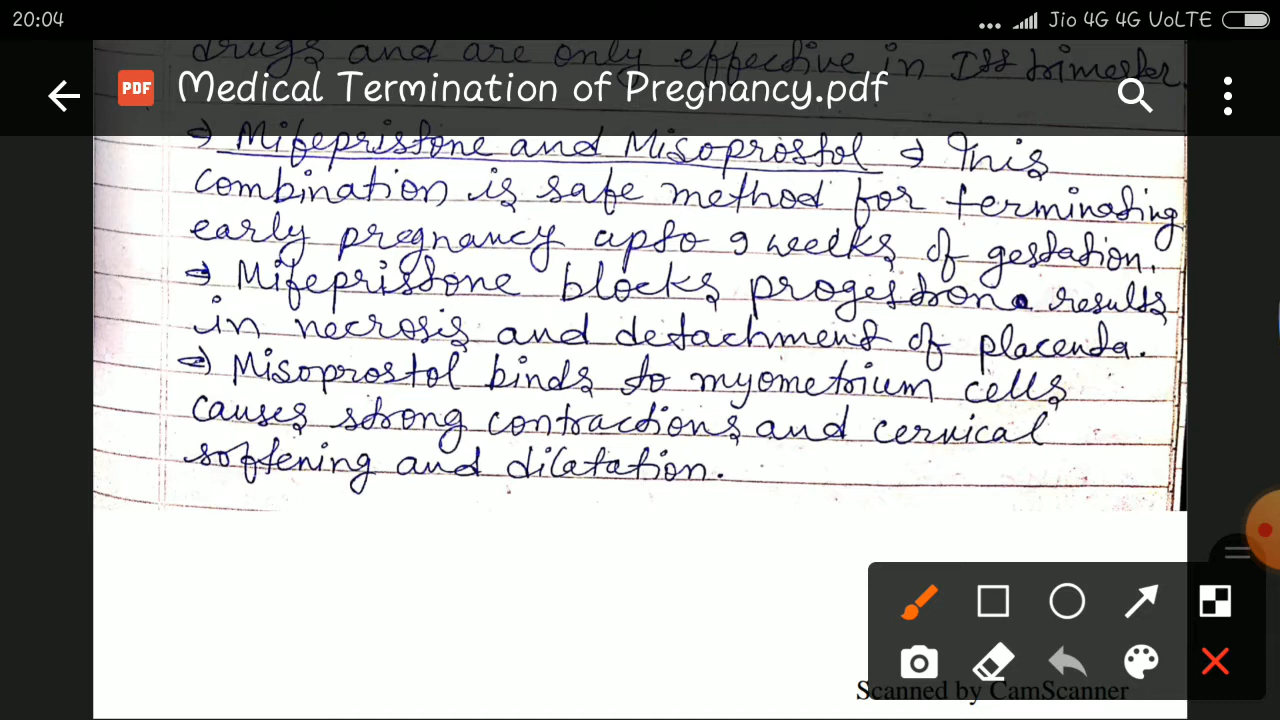 20:04
... Jio 4G 4G VoLTE
drugs and are only effective in Ist trimester.
PDF Medical Termination of Pregnancy.pdf
⇒ Mifepristone and Misoprostol ⇒ This
combination is safe method for terminating
early pregnancy upto 9 weeks of gestation.
⇒ Mifepristone blocks progestron results
in necrosis and detachment of placenta.
⇒ Misoprostol binds to myometrium cells
causes strong contractions and cervical
softening and dilatation.
Scanned by CamScanner